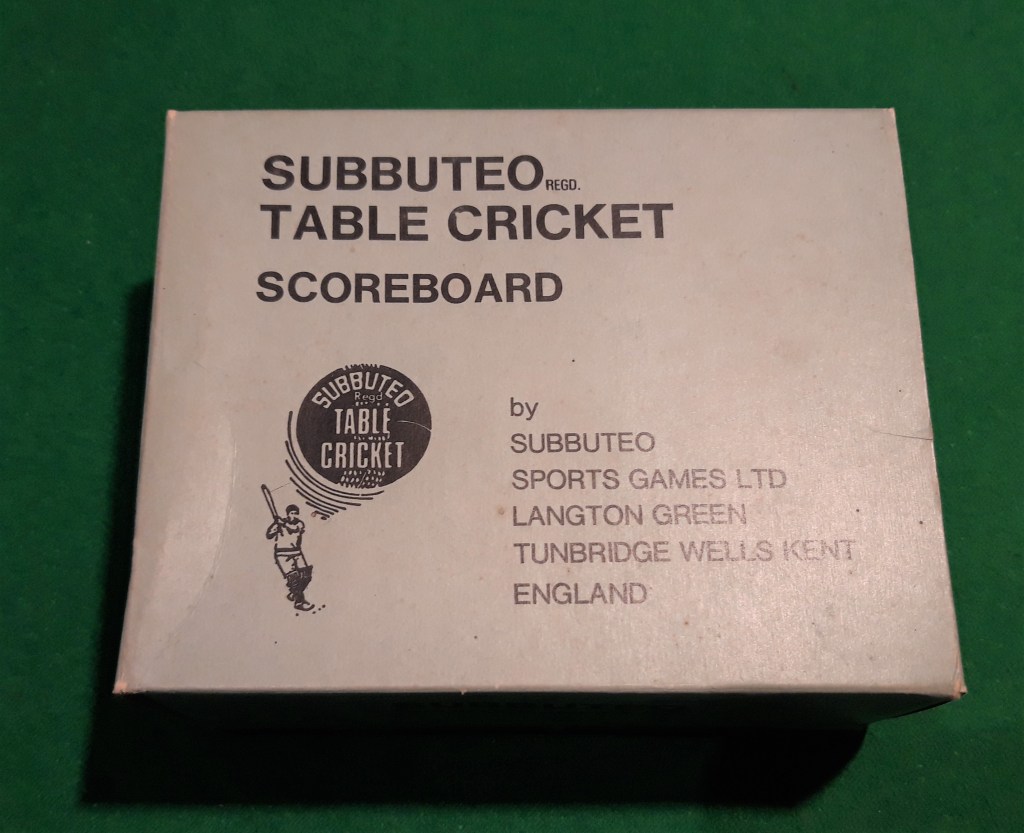 SUBBUTEO REGD.
TABLE CRICKET
SCOREBOARD
SUBBUTEO
Regd
TABLE
CRICKET
by
SUBBUTEO
SPORTS GAMES LTD
LANGTON GREEN
TUNBRIDGE WELLS KENT
ENGLAND